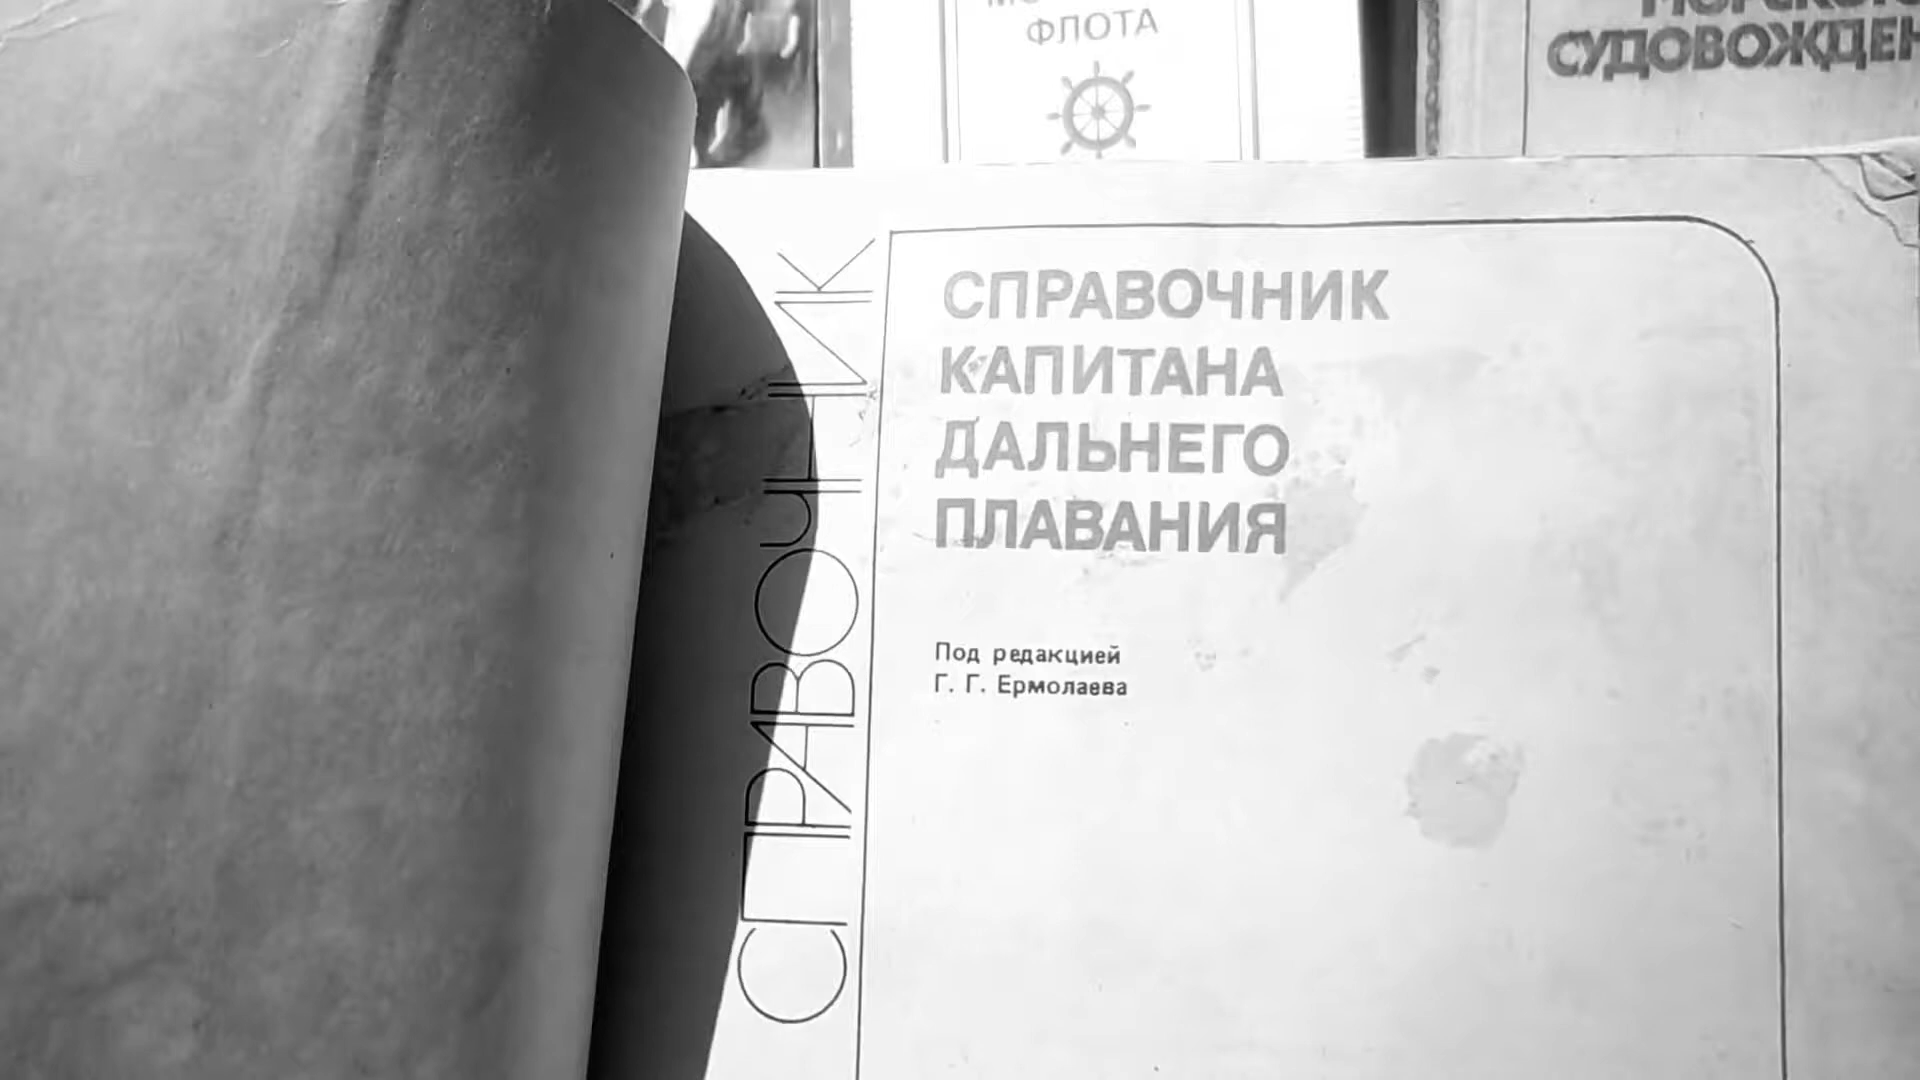 ФЛОТА
СУДОВОЖДЕН
СПРАВОЧНИК
СПРАВОЧНИК
КАПИТАНА
ДАЛЬНЕГО
ПЛАВАНИЯ
Под редакцией
Г. Г. Ермолаева